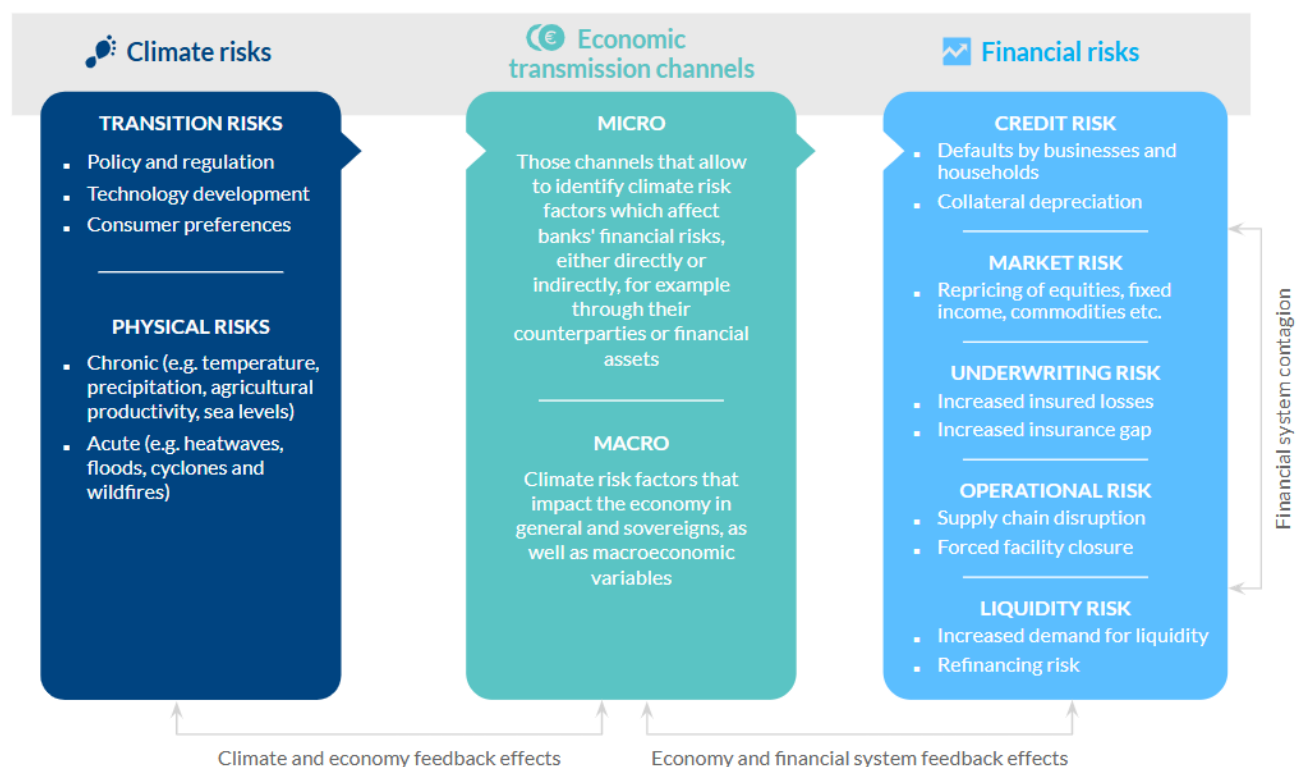 Climate risks
Economic
transmission channels
Financial risks
TRANSITION RISKS
▪ Policy and regulation
▪ Technology development
▪ Consumer preferences
PHYSICAL RISKS
▪ Chronic (e.g. temperature,
precipitation, agricultural
productivity, sea levels)
▪ Acute (e.g. heatwaves,
floods, cyclones and
wildfires)
MICRO
Those channels that allow
to identify climate risk
factors which affect
banks' financial risks,
either directly or
indirectly, for example
through their
counterparties or financial
assets
MACRO
Climate risk factors that
impact the economy in
general and sovereigns, as
well as macroeconomic
variables
CREDIT RISK
▪ Defaults by businesses and
households
▪ Collateral depreciation
MARKET RISK
▪ Repricing of equities, fixed
income, commodities etc.
UNDERWRITING RISK
▪ Increased insured losses
▪ Increased insurance gap
OPERATIONAL RISK
▪ Supply chain disruption
▪ Forced facility closure
LIQUIDITY RISK
▪ Increased demand for liquidity
▪ Refinancing risk
Financial system contagion
Climate and economy feedback effects
Economy and financial system feedback effects